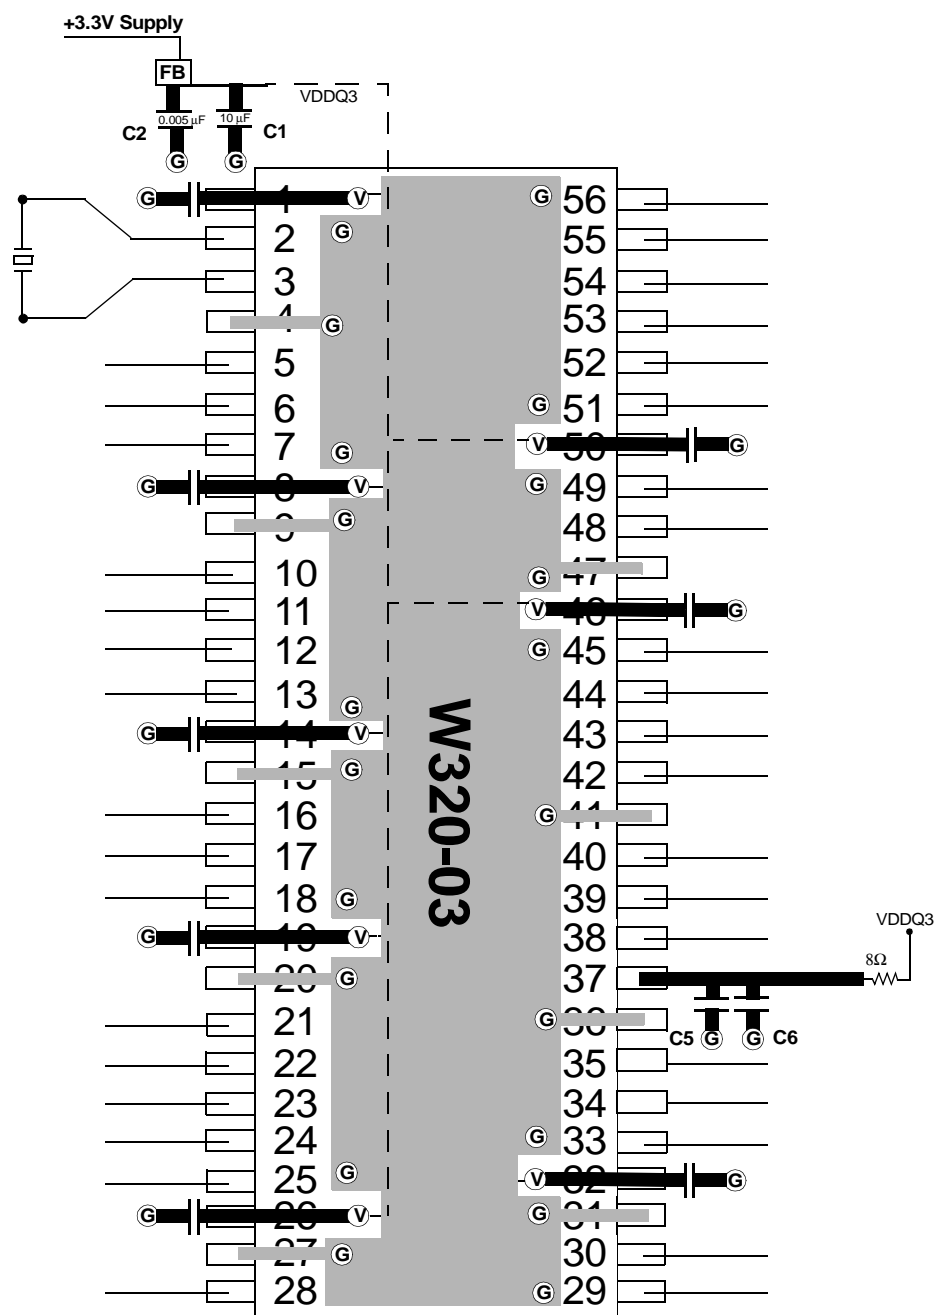 +3.3V Supply
FB
VDDQ3
C2
0.005 µF
10 µF
C1
G
G
G
V
1
G
56
2
G
55
3
54
4
G
53
5
52
6
G
51
7
G
V
50
G
G
8
V
G
49
9
G
48
10
G
47
11
V
46
G
12
G
45
13
G
44
G
14
V
43
15
G
42
16
G
41
17
40
18
G
39
G
19
V
38
VDDQ3
8Ω
20
G
37
21
G
36
C5
G
G
C6
22
35
23
34
24
G
33
25
G
V
32
G
G
26
V
G
31
27
G
30
28
G
29
W320-03